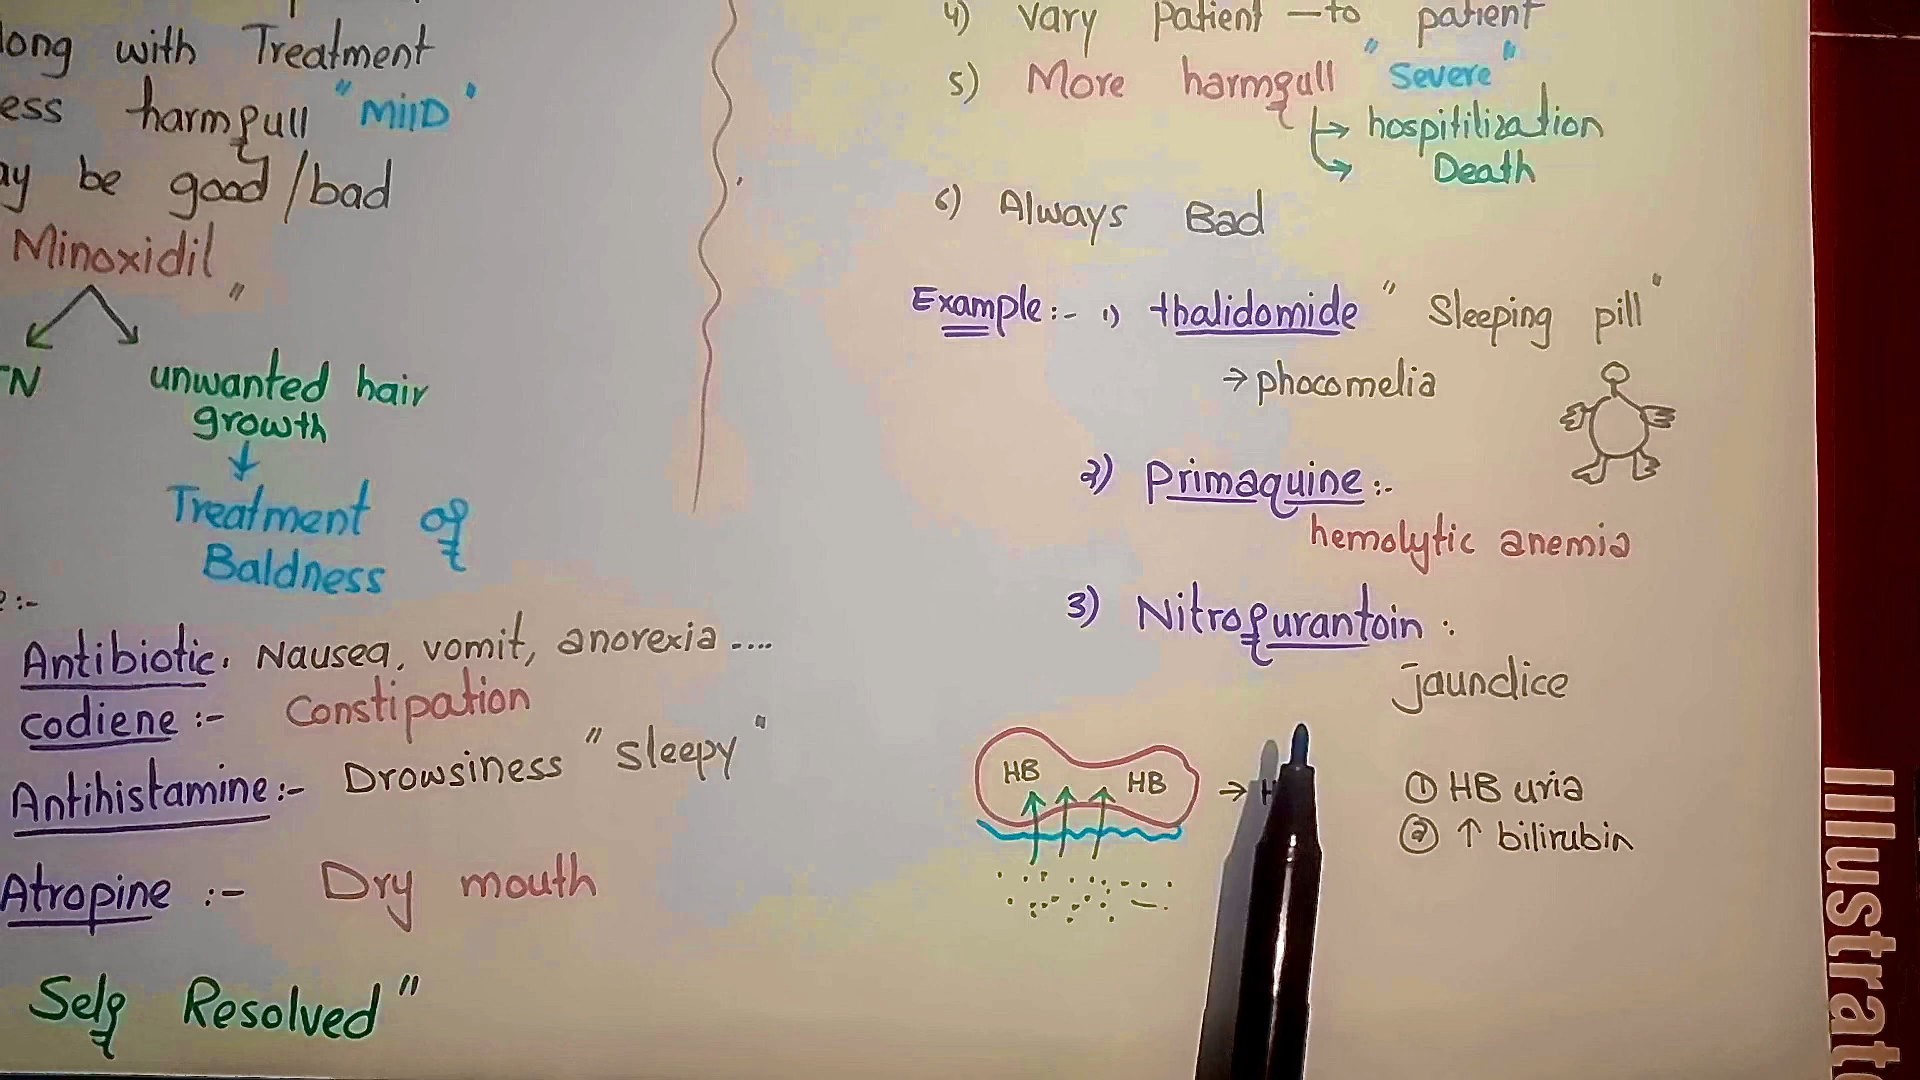 long with Treatment
ess harmfull "MilD"
ay be good/bad
Minoxidil"
TN unwanted hair
growth
↓
Treatment of
Baldness
e :-
Antibiotic. Nausea, vomit, anorexia ....
codiene :- Constipation
Antihistamine :- Drowsiness "sleepy"
Atropine :- Dry mouth
Self Resolved"
4) Vary Patient - to patient
5) More harmfull "Severe"
→ hospitilization
→ Death
6) Always Bad
Example :- 1) thalidomide "Sleeping pill"
→ phocomelia
2) Primaquine :-
hemolytic anemia
3) Nitrofurantoin :
jaundice
HB HB → H
① HB uria
② ↑ bilirubin
Illustrat